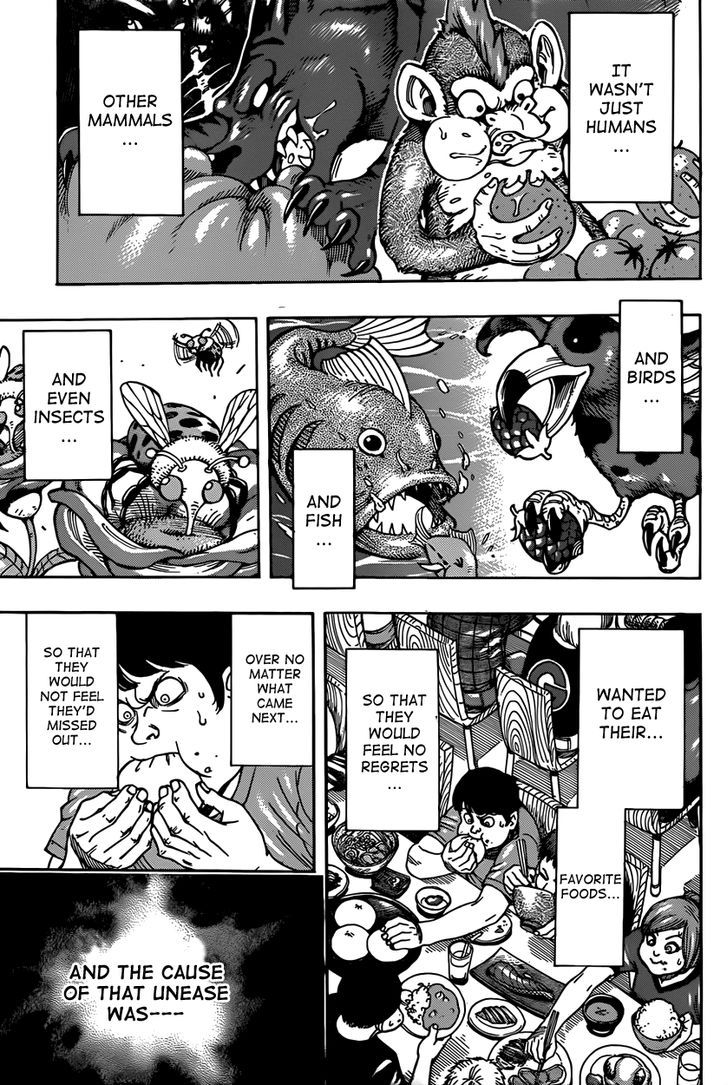 IT
WASN'T
JUST
HUMANS
...
OTHER
MAMMALS
...
AND
BIRDS
...
AND
FISH
...
AND
EVEN
INSECTS
...
WANTED
TO EAT
THEIR...
FAVORITE
FOODS...
SO THAT
THEY
WOULD
FEEL NO
REGRETS
...
OVER NO
MATTER
WHAT
CAME
NEXT...
SO THAT
THEY
WOULD
NOT FEEL
THEY'D
MISSED
OUT...
AND THE CAUSE
OF THAT UNEASE
WAS---